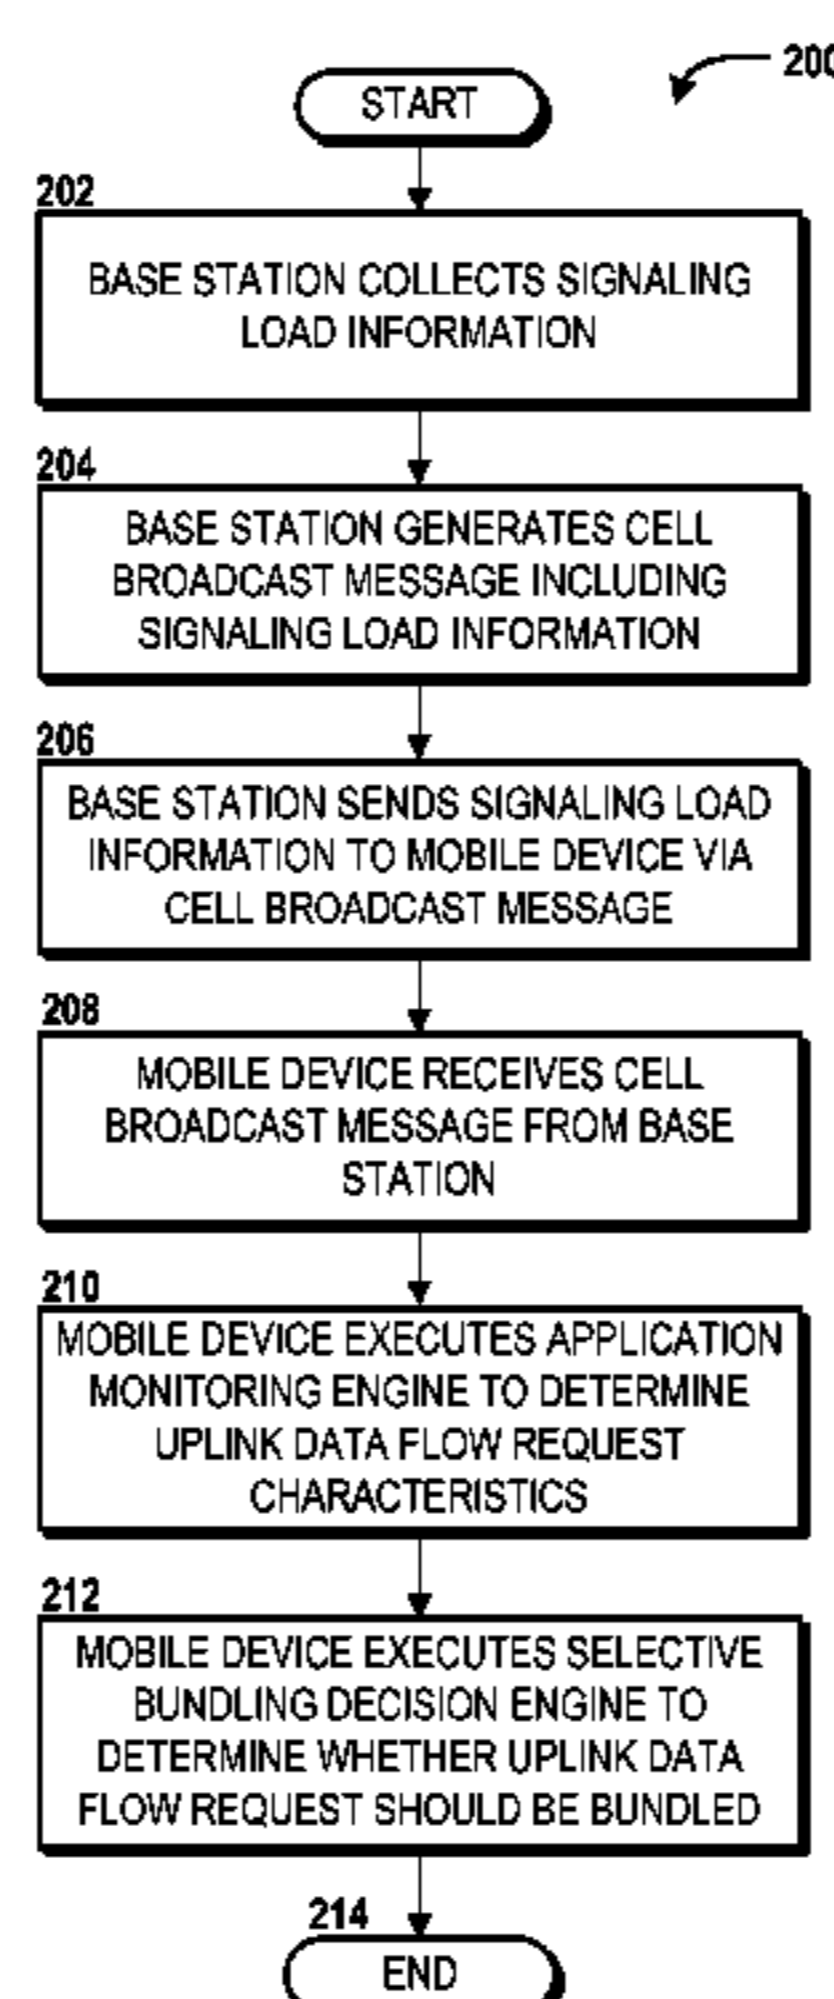 200
START
202
BASE STATION COLLECTS SIGNALING
LOAD INFORMATION
204
BASE STATION GENERATES CELL
BROADCAST MESSAGE INCLUDING
SIGNALING LOAD INFORMATION
206
BASE STATION SENDS SIGNALING LOAD
INFORMATION TO MOBILE DEVICE VIA
CELL BROADCAST MESSAGE
208
MOBILE DEVICE RECEIVES CELL
BROADCAST MESSAGE FROM BASE
STATION
210
MOBILE DEVICE EXECUTES APPLICATION
MONITORING ENGINE TO DETERMINE
UPLINK DATA FLOW REQUEST
CHARACTERISTICS
212
MOBILE DEVICE EXECUTES SELECTIVE
BUNDLING DECISION ENGINE TO
DETERMINE WHETHER UPLINK DATA
FLOW REQUEST SHOULD BE BUNDLED
214
END